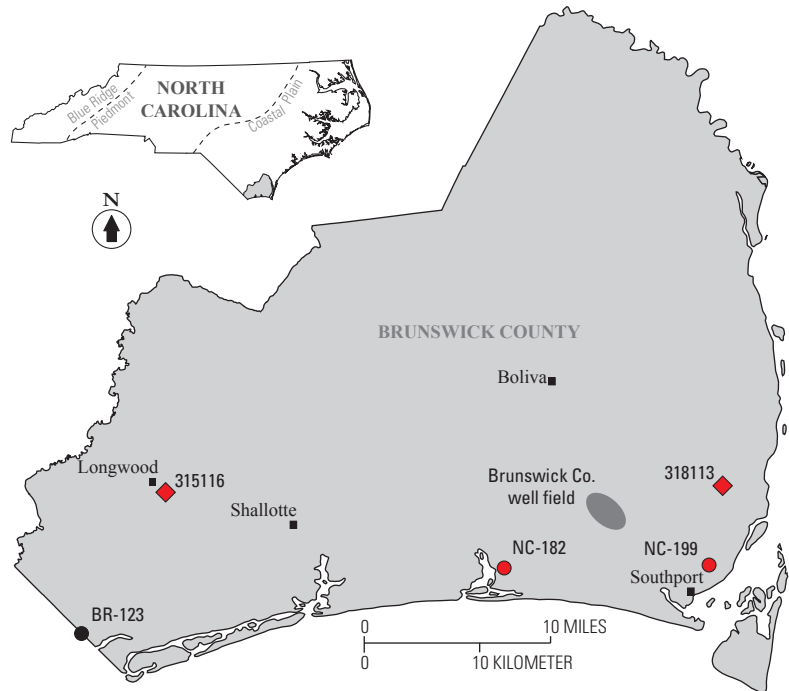 NORTH
CAROLINA
Blue Ridge
Piedmont
Coastal Plain
N
BRUNSWICK COUNTY
Boliva
Longwood
315116
Shallotte
Brunswick Co.
well field
318113
NC-182
NC-199
Southport
BR-123
0 10 MILES
0 10 KILOMETER